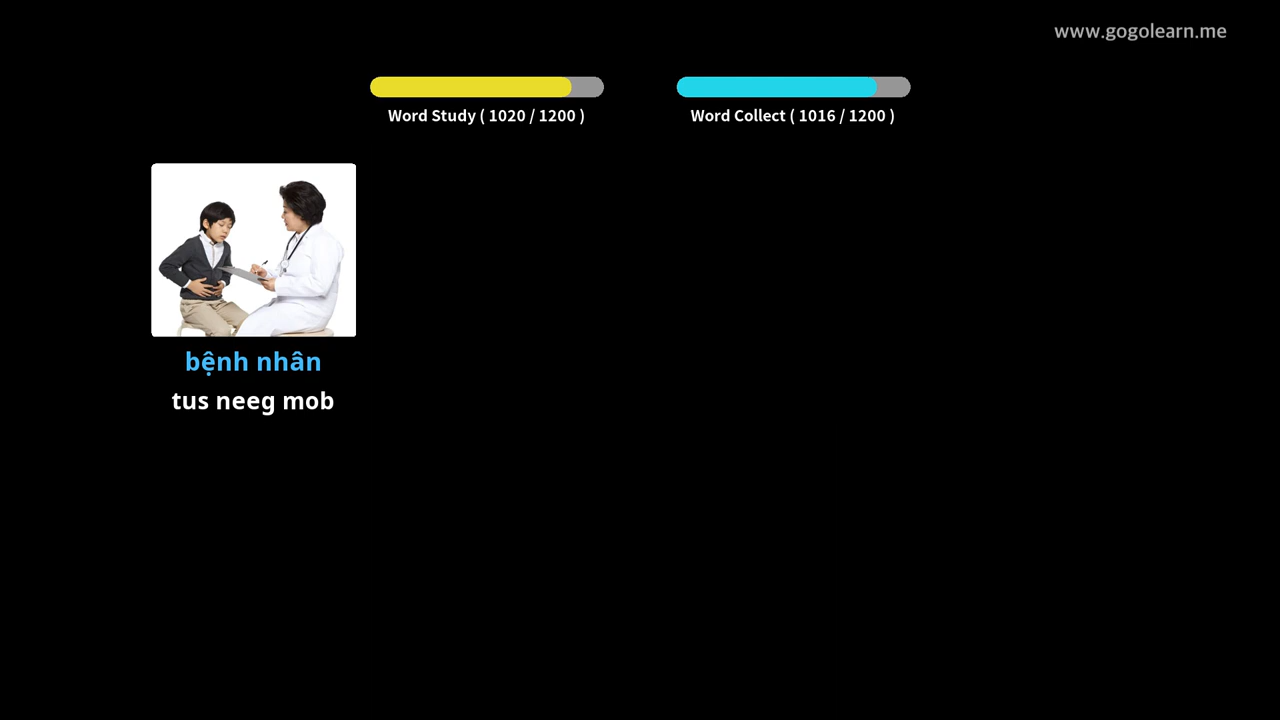 www.gogolearn.me
Word Study ( 1020 / 1200 )
Word Collect ( 1016 / 1200 )
bệnh nhân
tus neeg mob